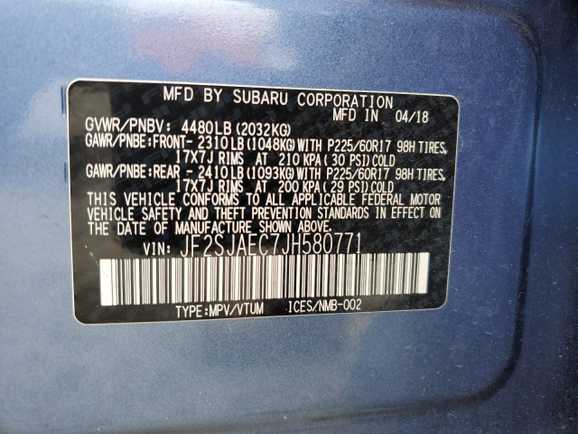 MFD BY SUBARU CORPORATION
MFD IN 04/18
GVWR/PNBV: 4480LB(2032KG)
GAWR/PNBE:FRONT- 2310LB(1048KG)WITH P225/60R17 98H TIRES,
17X7J RIMS AT 210 KPA(30 PSI)COLD
GAWR/PNBE:REAR - 2410LB(1093KG)WITH P225/60R17 98H TIRES,
17X7J RIMS AT 200 KPA(29 PSI)COLD
THIS VEHICLE CONFORMS TO ALL APPLICABLE FEDERAL MOTOR
VEHICLE SAFETY AND THEFT PREVENTION STANDARDS IN EFFECT
ON THE DATE OF MANUFACTURE SHOWN ABOVE.
VIN: JF2SJAEC7JH580771
TYPE:MPV/VTUM ICES/NMB-002